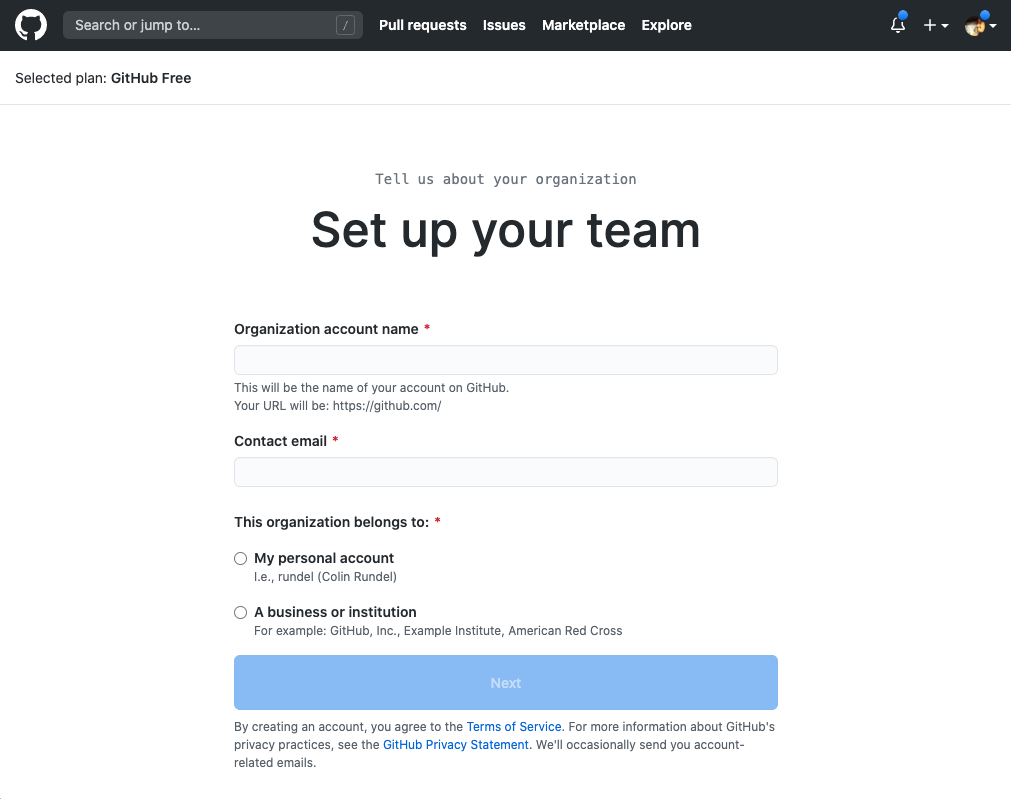 Search or jump to... /
Pull requests Issues Marketplace Explore
Selected plan: GitHub Free
Tell us about your organization
Set up your team
Organization account name *
This will be the name of your account on GitHub.
Your URL will be: https://github.com/
Contact email *
This organization belongs to: *
My personal account
I.e., rundel (Colin Rundel)
A business or institution
For example: GitHub, Inc., Example Institute, American Red Cross
Next
By creating an account, you agree to the Terms of Service. For more information about GitHub's
privacy practices, see the GitHub Privacy Statement. We'll occasionally send you account-
related emails.